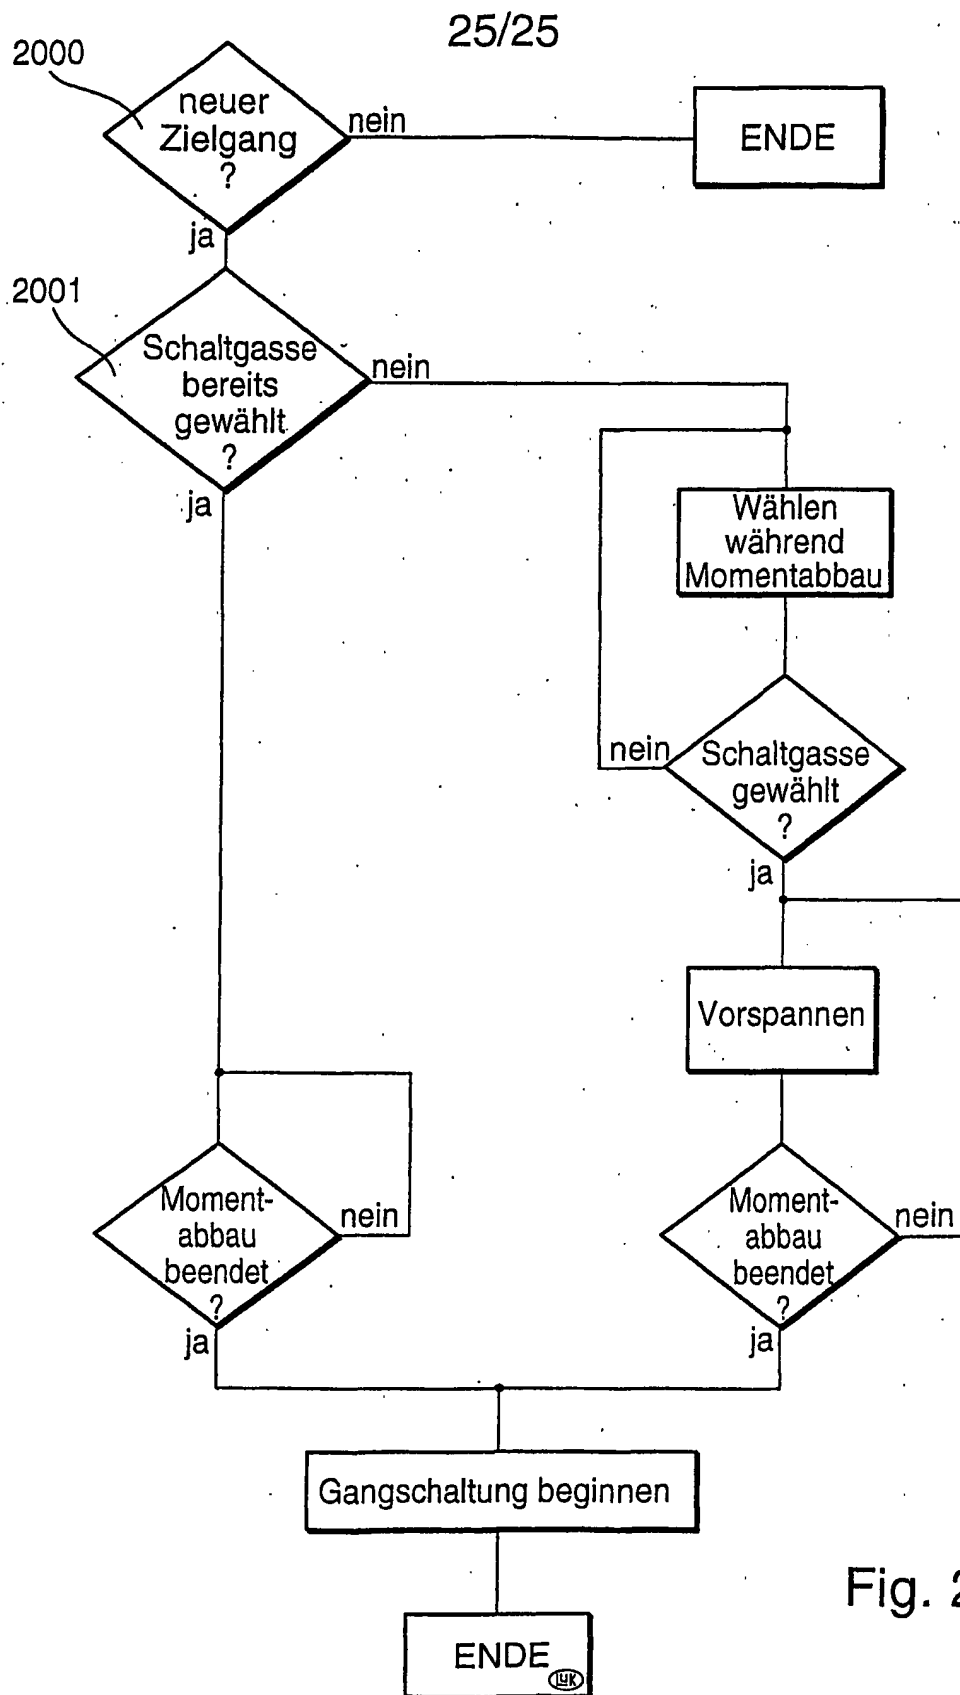 25/25
2000
neuer
Zielgang
?
nein
ENDE
ja
2001
Schaltgasse
bereits
gewählt
?
nein
ja
Wählen
während
Momentabbau
nein
Schaltgasse
gewählt
?
ja
Vorspannen
Moment-
abbau
beendet
?
nein
ja
Moment-
abbau
beendet
?
nein
ja
Gangschaltung beginnen
ENDE
LuK
Fig. 2